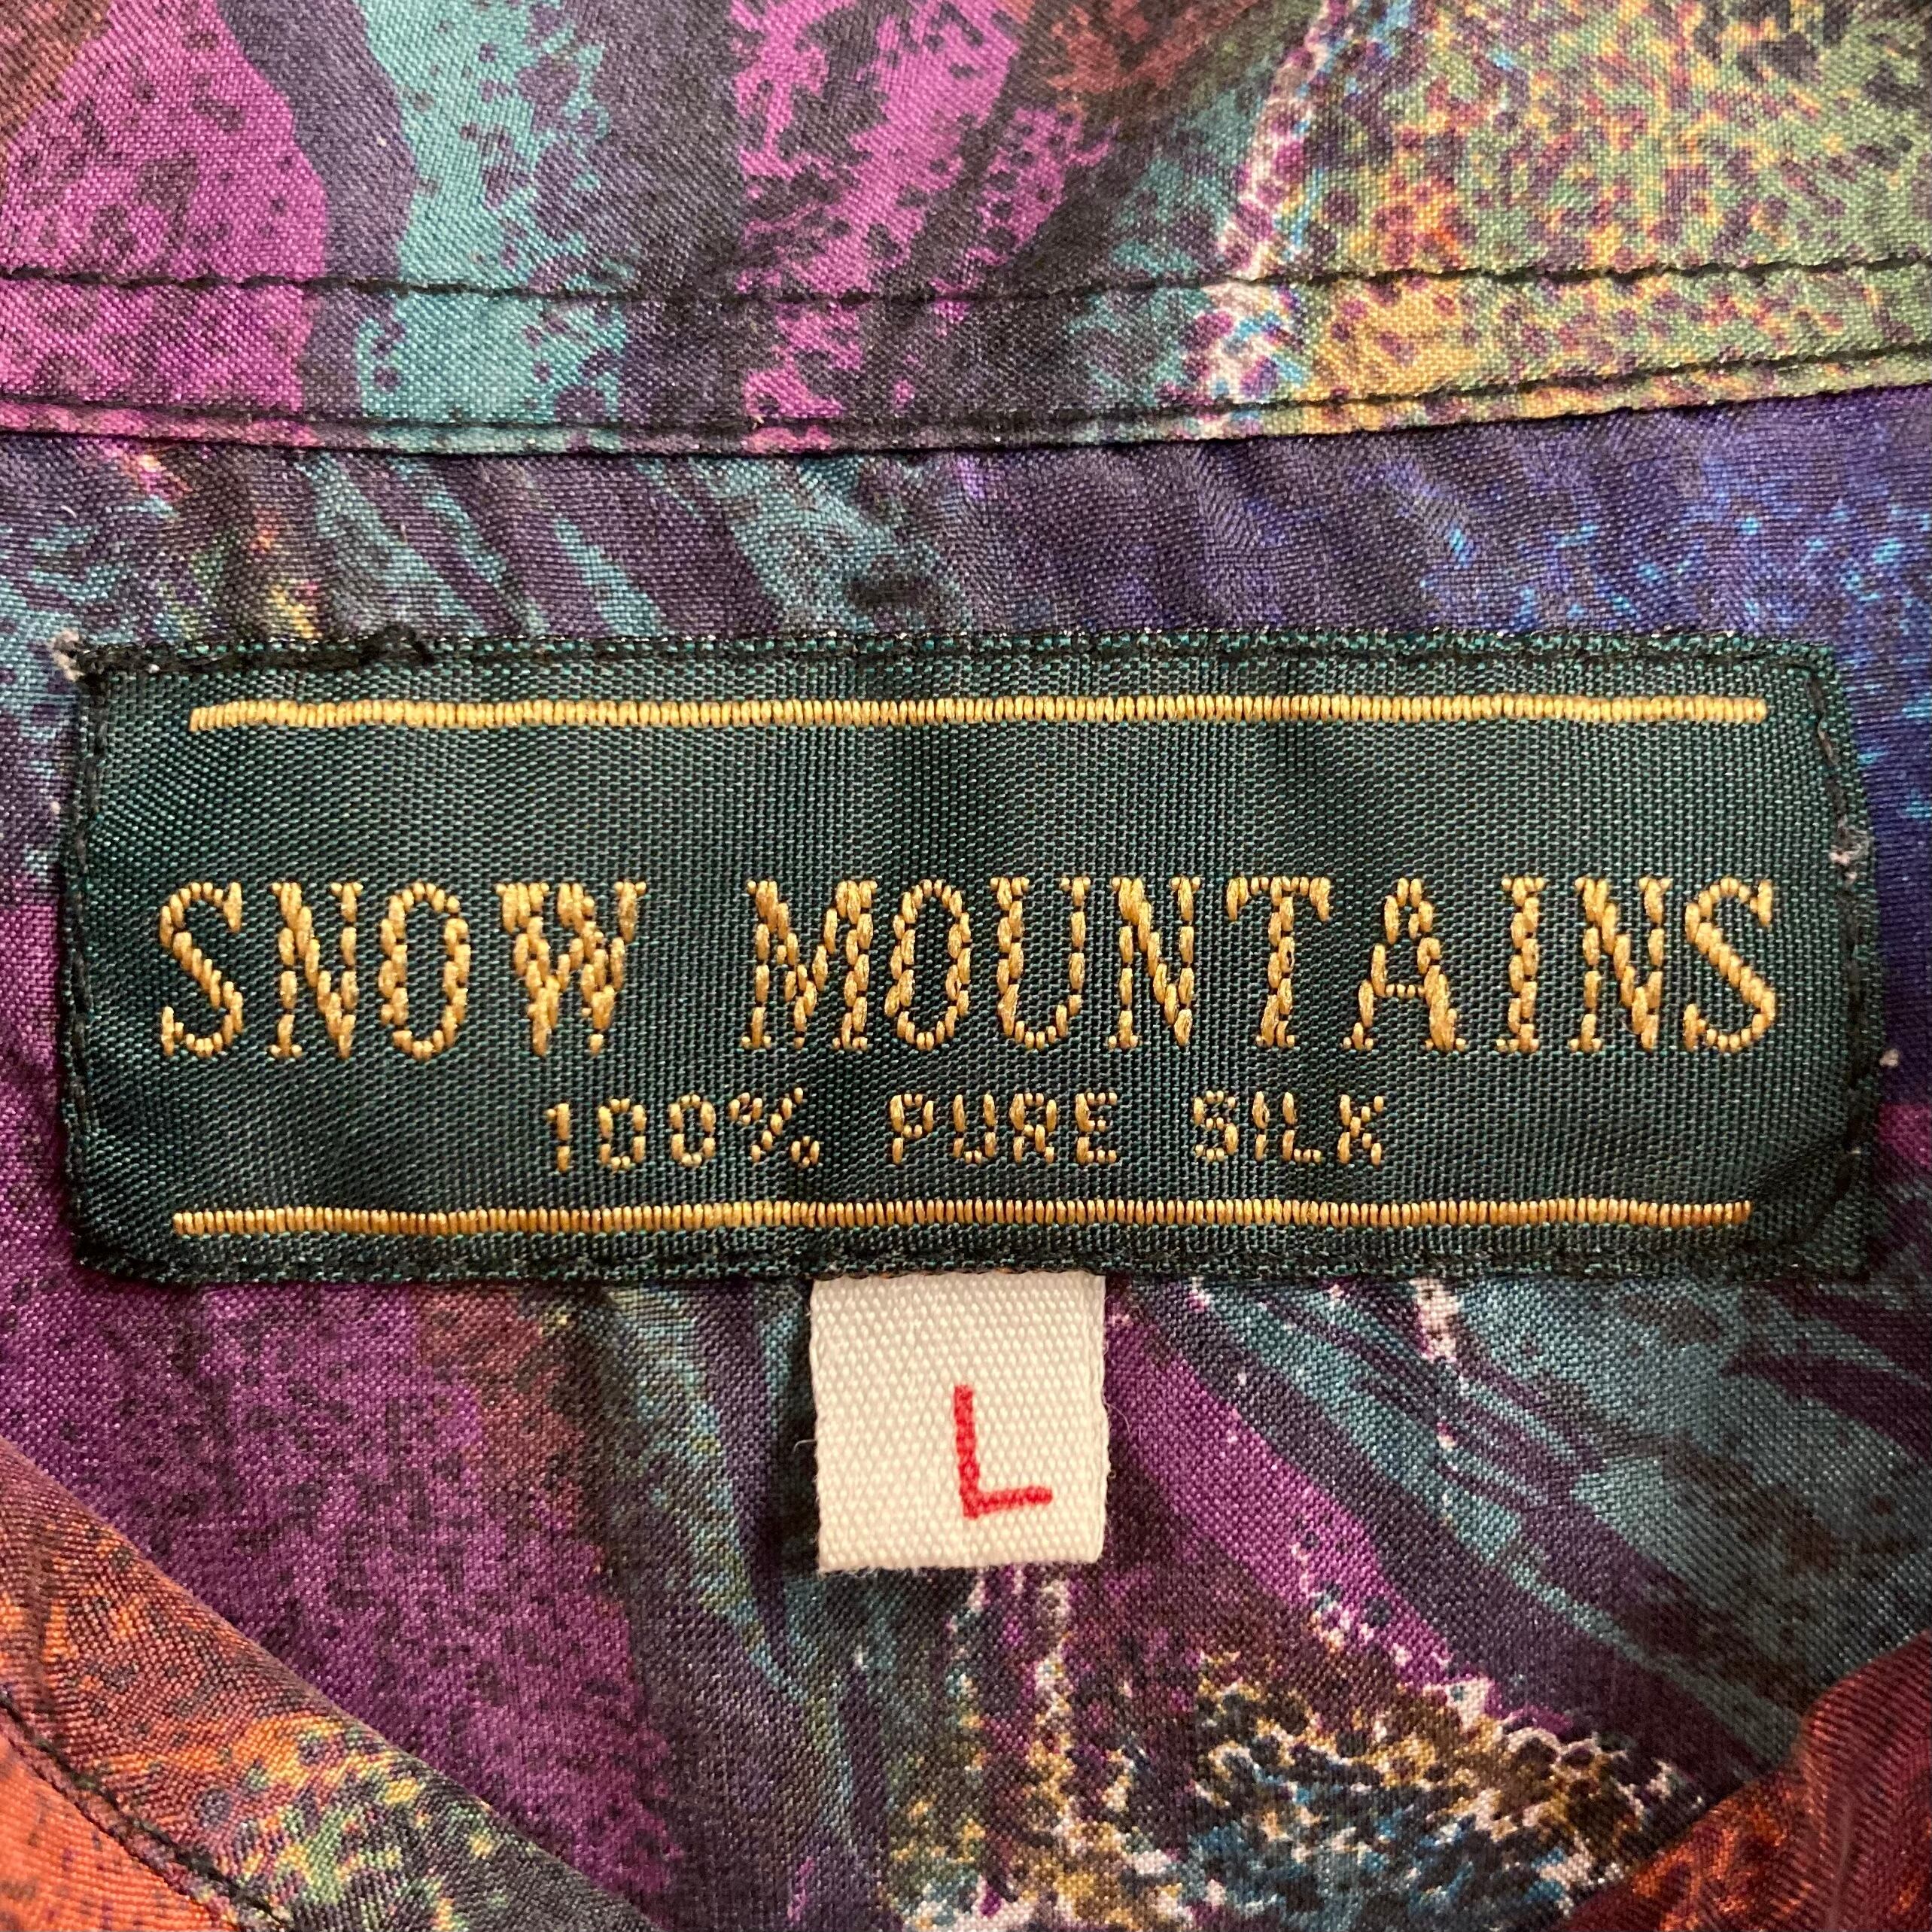 SNOW MOUNTAINS
100% PURE SILK
L